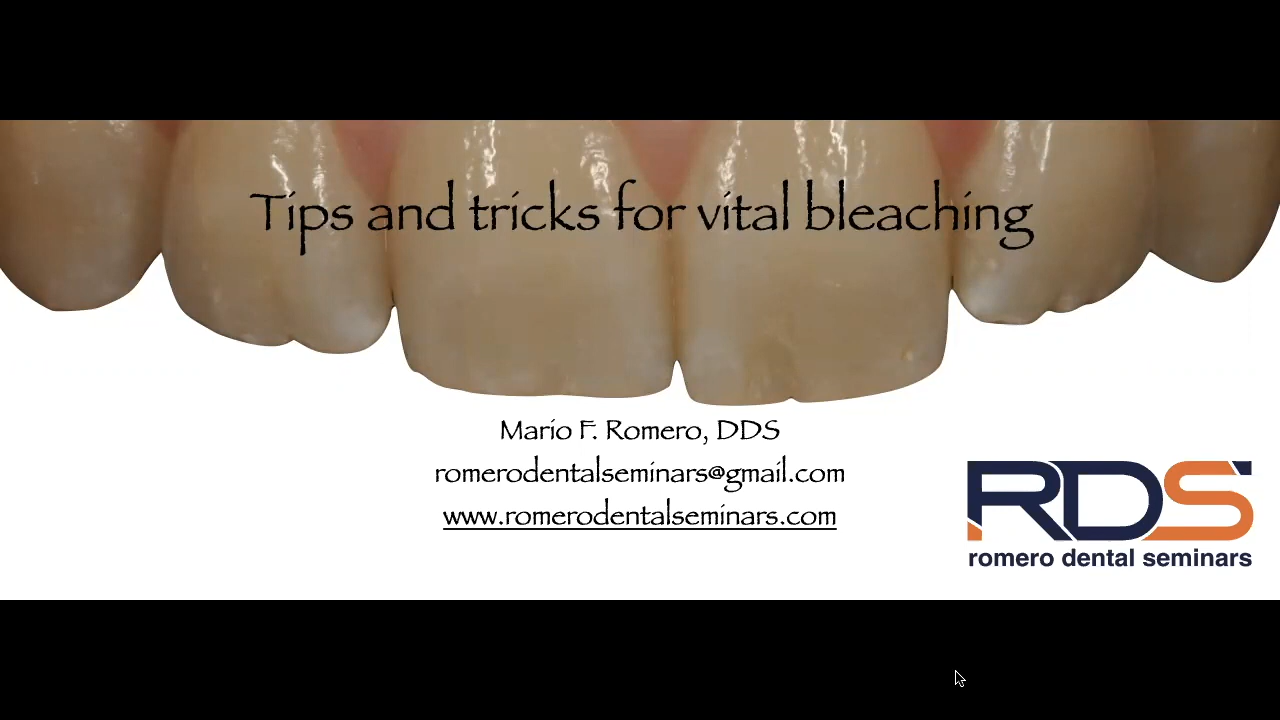 Tips and tricks for vital bleaching
Mario F. Romero, DDS
romerodentalseminars@gmail.com
www.romerodentalseminars.com
RDS
romero dental seminars